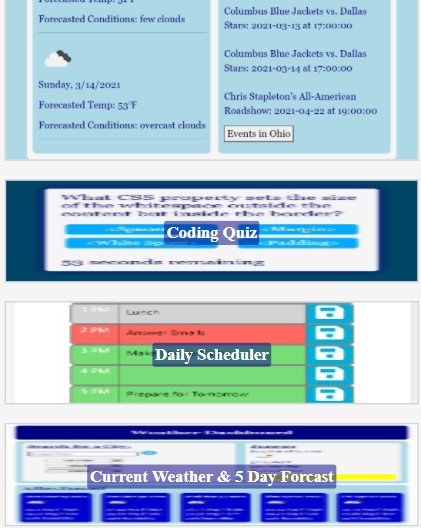 Forecasted Temp: 51°F
Forecasted Conditions: few clouds
Sunday, 3/14/2021
Forecasted Temp: 53°F
Forecasted Conditions: overcast clouds
Columbus Blue Jackets vs. Dallas
Stars: 2021-03-13 at 17:00:00
Columbus Blue Jackets vs. Dallas
Stars: 2021-03-14 at 17:00:00
Chris Stapleton's All-American
Roadshow: 2021-04-22 at 19:00:00
Events in Ohio
What CSS property sets the size
of the whitespace outside the
content but inside the border?
<Margin>
<White Space>
<Padding>
Coding Quiz
53 seconds remaining
1 PM Lunch
2 PM Answer Emails
3 PM
Daily Scheduler
4 PM
5 PM Prepare for Tomorrow
Weather Dashboard
Search for a City:
Current Weather & 5 Day Forcast